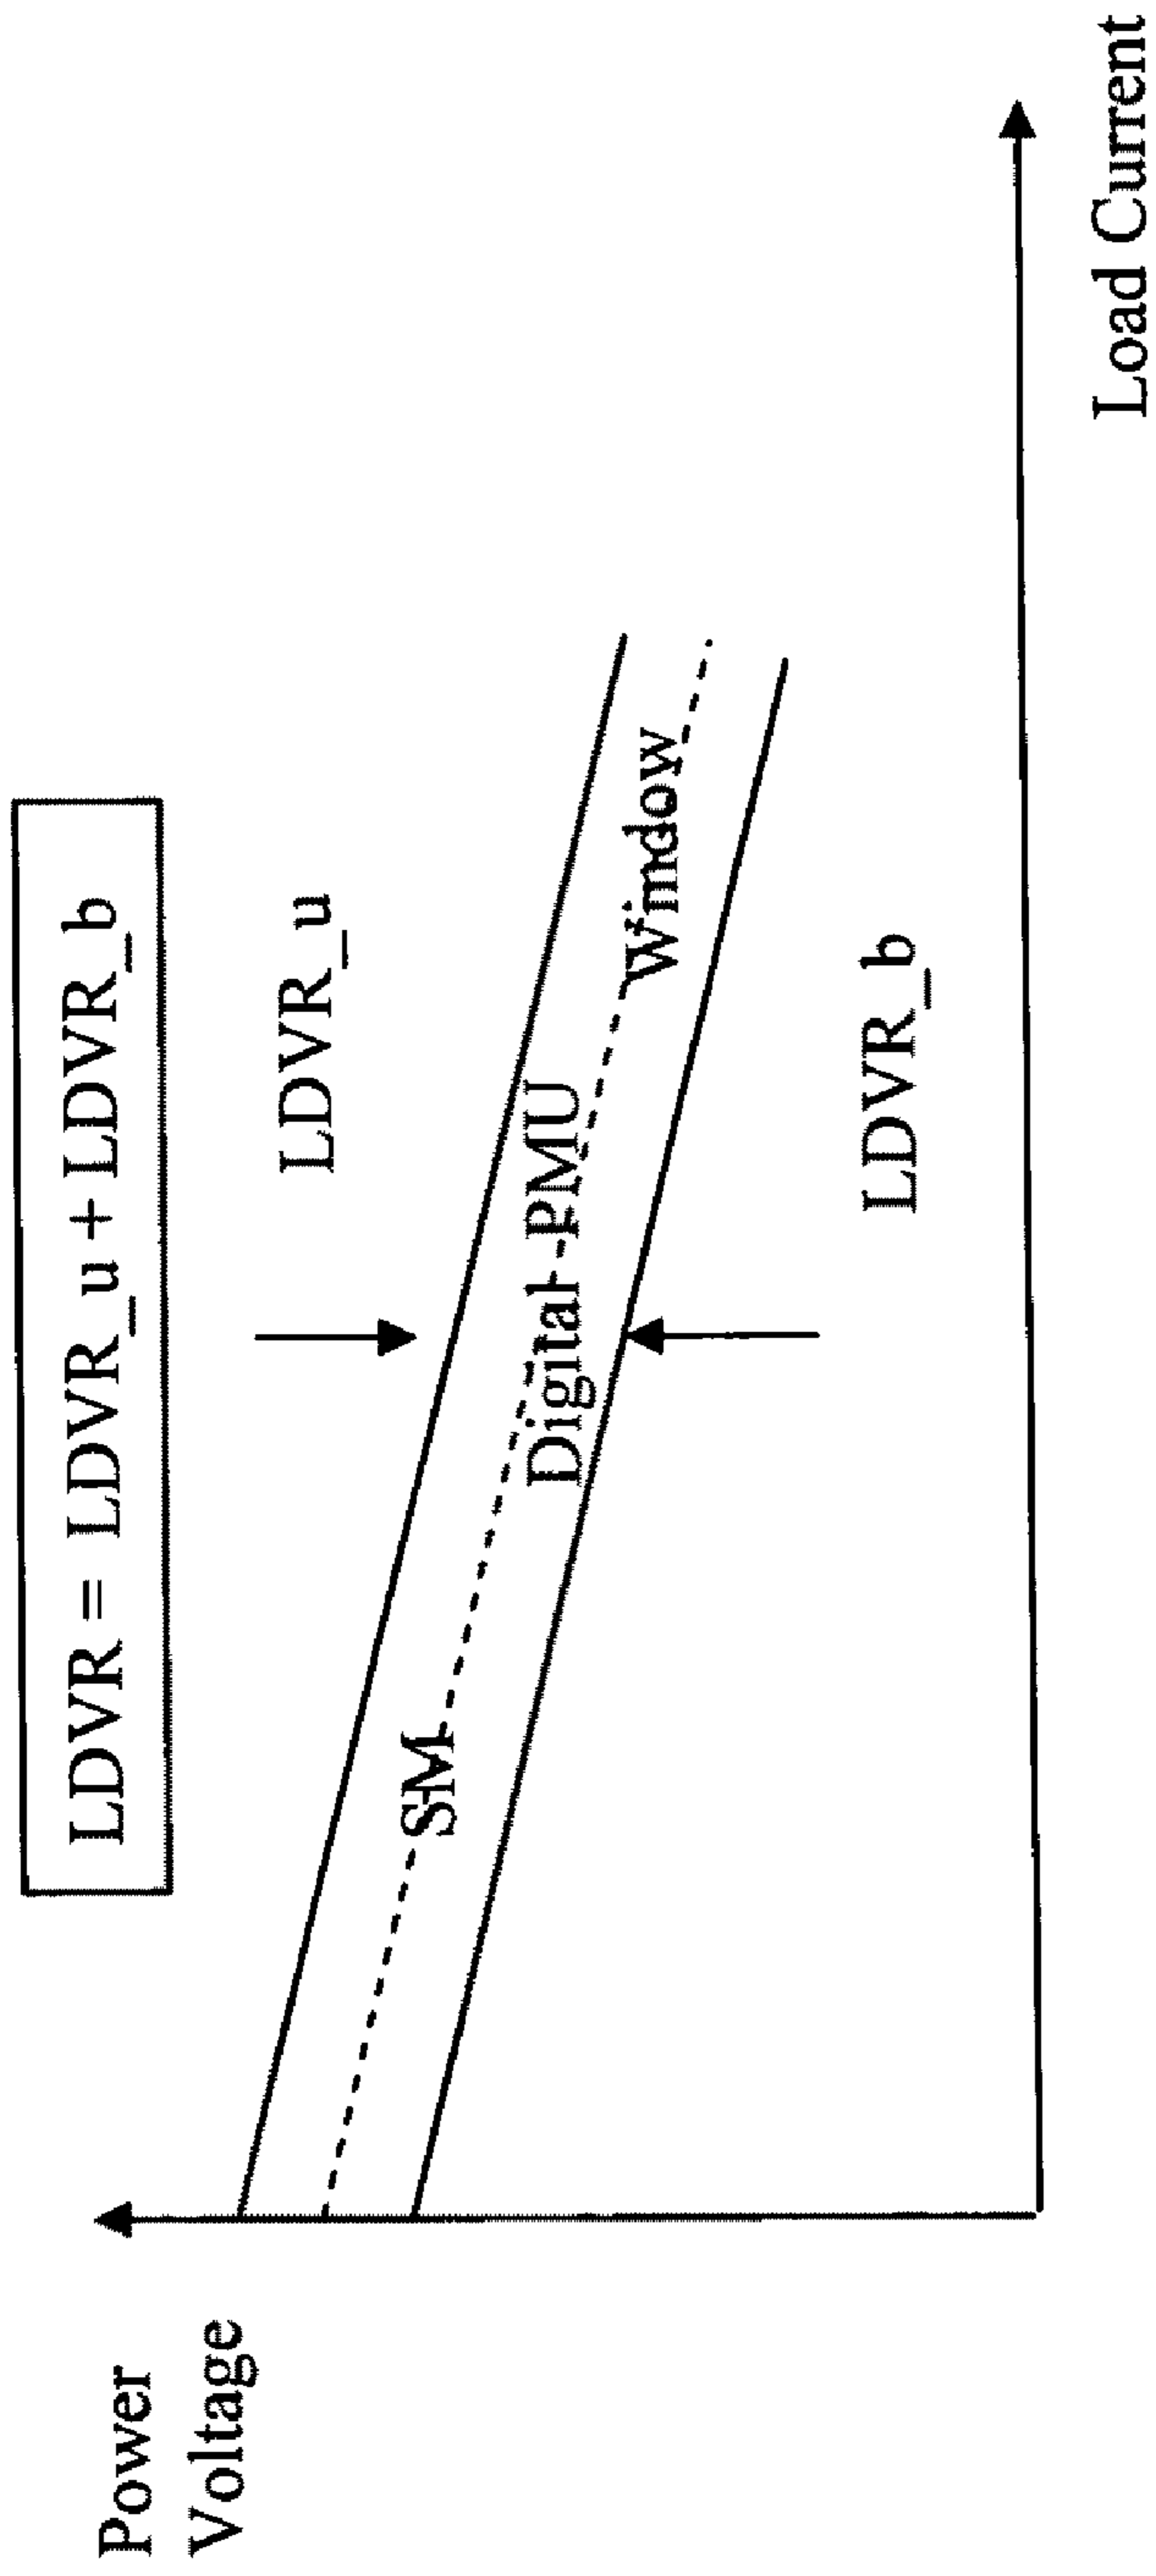 LDVR = LDVR_u + LDVR_b
Power
Voltage
LDVR_u
SM
Digital PMU
Window
LDVR_b
Load Current